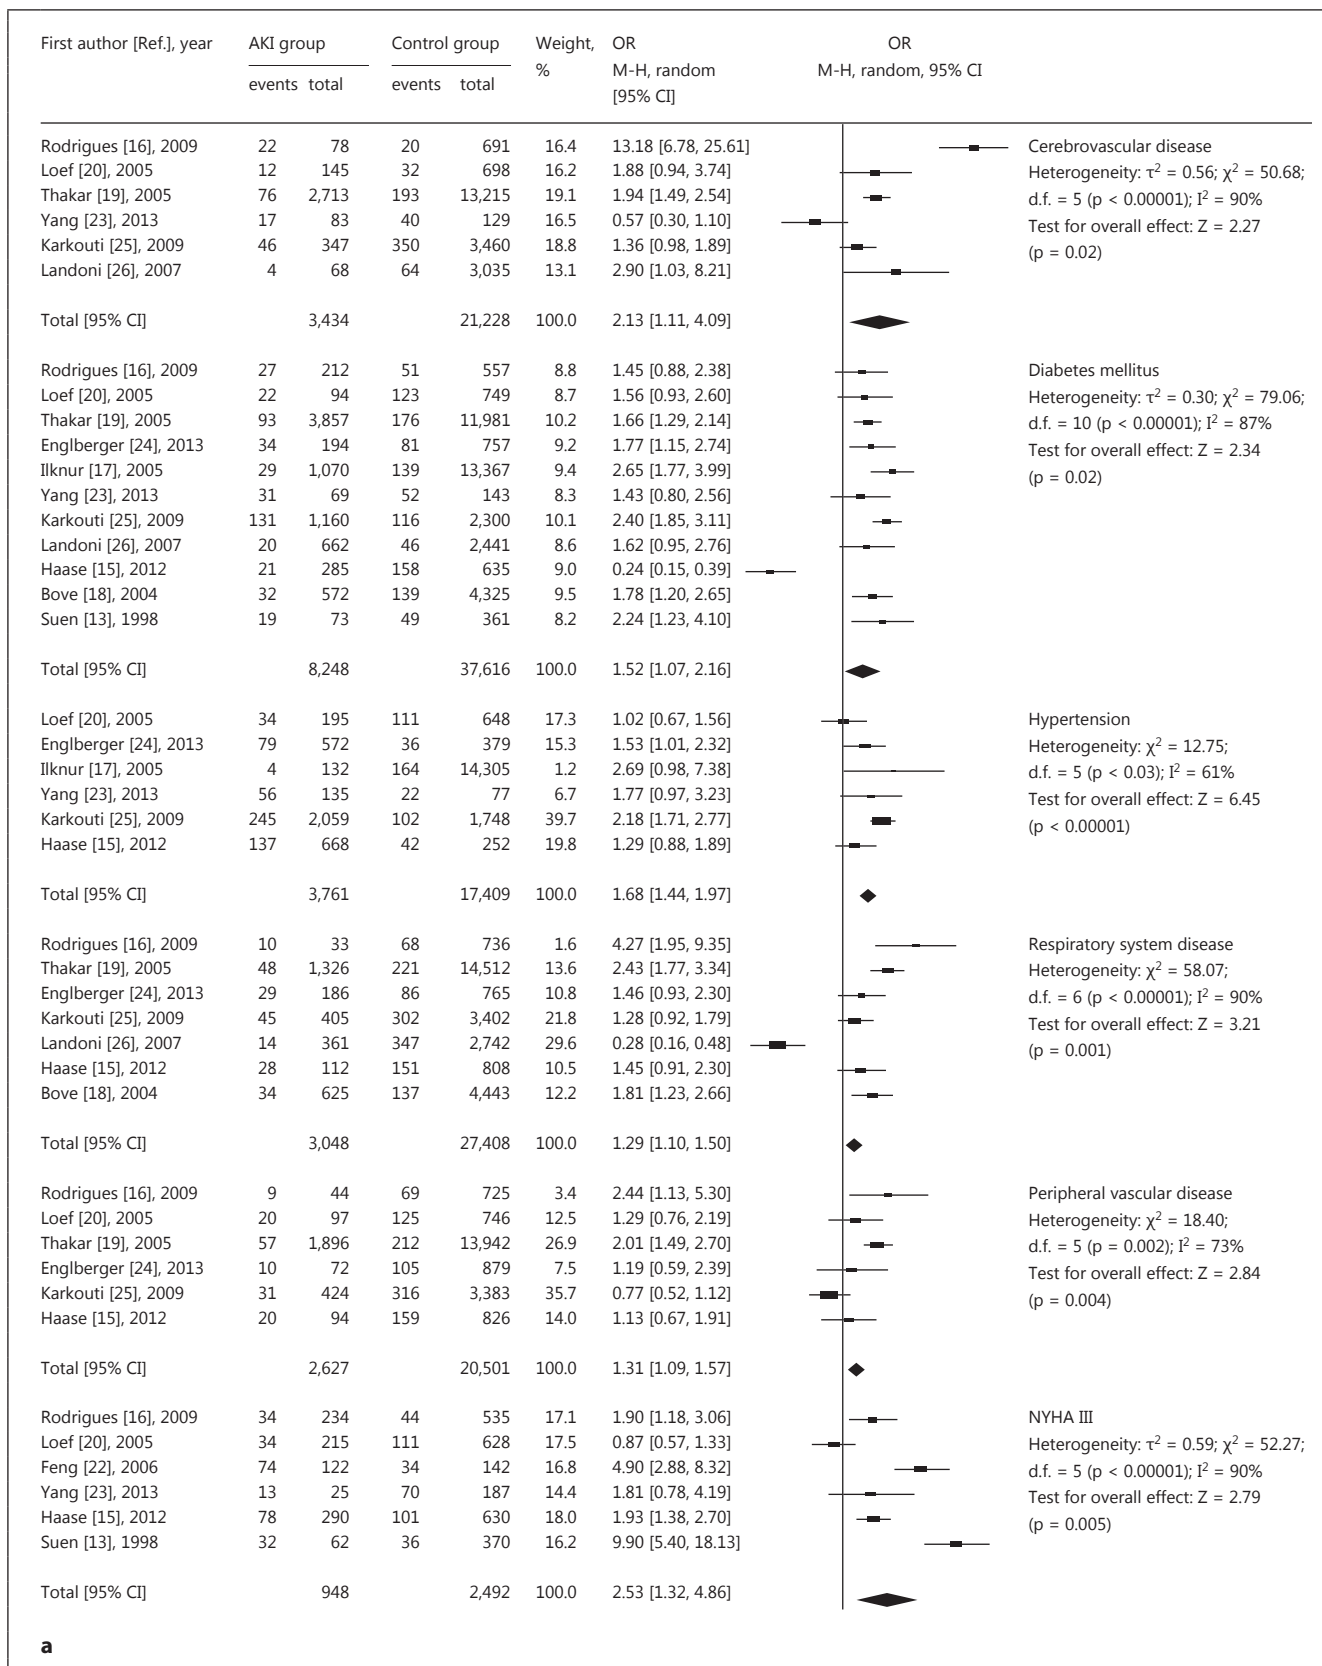 First author [Ref.], year AKI group Control group Weight, OR OR
% M-H, random M-H, random, 95% CI
events total events total
[95% CI]
Rodrigues [16], 2009 22 78 20 691 16.4 13.18 [6.78, 25.61] Cerebrovascular disease
Loef [20], 2005 12 145 32 698 16.2 1.88 [0.94, 3.74] Heterogeneity: τ² = 0.56; χ² = 50.68;
Thakar [19], 2005 76 2,713 193 13,215 19.1 1.94 [1.49, 2.54] d.f. = 5 (p < 0.00001); I² = 90%
Yang [23], 2013 17 83 40 129 16.5 0.57 [0.30, 1.10] Test for overall effect: Z = 2.27
Karkouti [25], 2009 46 347 350 3,460 18.8 1.36 [0.98, 1.89] (p = 0.02)
Landoni [26], 2007 4 68 64 3,035 13.1 2.90 [1.03, 8.21]
Total [95% CI] 3,434 21,228 100.0 2.13 [1.11, 4.09]
Rodrigues [16], 2009 27 212 51 557 8.8 1.45 [0.88, 2.38] Diabetes mellitus
Loef [20], 2005 22 94 123 749 8.7 1.56 [0.93, 2.60] Heterogeneity: τ² = 0.30; χ² = 79.06;
Thakar [19], 2005 93 3,857 176 11,981 10.2 1.66 [1.29, 2.14] d.f. = 10 (p < 0.00001); I² = 87%
Englberger [24], 2013 34 194 81 757 9.2 1.77 [1.15, 2.74] Test for overall effect: Z = 2.34
Ilknur [17], 2005 29 1,070 139 13,367 9.4 2.65 [1.77, 3.99] (p = 0.02)
Yang [23], 2013 31 69 52 143 8.3 1.43 [0.80, 2.56]
Karkouti [25], 2009 131 1,160 116 2,300 10.1 2.40 [1.85, 3.11]
Landoni [26], 2007 20 662 46 2,441 8.6 1.62 [0.95, 2.76]
Haase [15], 2012 21 285 158 635 9.0 0.24 [0.15, 0.39]
Bove [18], 2004 32 572 139 4,325 9.5 1.78 [1.20, 2.65]
Suen [13], 1998 19 73 49 361 8.2 2.24 [1.23, 4.10]
Total [95% CI] 8,248 37,616 100.0 1.52 [1.07, 2.16]
Loef [20], 2005 34 195 111 648 17.3 1.02 [0.67, 1.56] Hypertension
Englberger [24], 2013 79 572 36 379 15.3 1.53 [1.01, 2.32] Heterogeneity: χ² = 12.75;
Ilknur [17], 2005 4 132 164 14,305 1.2 2.69 [0.98, 7.38] d.f. = 5 (p < 0.03); I² = 61%
Yang [23], 2013 56 135 22 77 6.7 1.77 [0.97, 3.23] Test for overall effect: Z = 6.45
Karkouti [25], 2009 245 2,059 102 1,748 39.7 2.18 [1.71, 2.77] (p < 0.00001)
Haase [15], 2012 137 668 42 252 19.8 1.29 [0.88, 1.89]
Total [95% CI] 3,761 17,409 100.0 1.68 [1.44, 1.97]
Rodrigues [16], 2009 10 33 68 736 1.6 4.27 [1.95, 9.35] Respiratory system disease
Thakar [19], 2005 48 1,326 221 14,512 13.6 2.43 [1.77, 3.34] Heterogeneity: χ² = 58.07;
Englberger [24], 2013 29 186 86 765 10.8 1.46 [0.93, 2.30] d.f. = 6 (p < 0.00001); I² = 90%
Karkouti [25], 2009 45 405 302 3,402 21.8 1.28 [0.92, 1.79] Test for overall effect: Z = 3.21
Landoni [26], 2007 14 361 347 2,742 29.6 0.28 [0.16, 0.48] (p = 0.001)
Haase [15], 2012 28 112 151 808 10.5 1.45 [0.91, 2.30]
Bove [18], 2004 34 625 137 4,443 12.2 1.81 [1.23, 2.66]
Total [95% CI] 3,048 27,408 100.0 1.29 [1.10, 1.50]
Rodrigues [16], 2009 9 44 69 725 3.4 2.44 [1.13, 5.30] Peripheral vascular disease
Loef [20], 2005 20 97 125 746 12.5 1.29 [0.76, 2.19] Heterogeneity: χ² = 18.40;
Thakar [19], 2005 57 1,896 212 13,942 26.9 2.01 [1.49, 2.70] d.f. = 5 (p = 0.002); I² = 73%
Englberger [24], 2013 10 72 105 879 7.5 1.19 [0.59, 2.39] Test for overall effect: Z = 2.84
Karkouti [25], 2009 31 424 316 3,383 35.7 0.77 [0.52, 1.12] (p = 0.004)
Haase [15], 2012 20 94 159 826 14.0 1.13 [0.67, 1.91]
Total [95% CI] 2,627 20,501 100.0 1.31 [1.09, 1.57]
Rodrigues [16], 2009 34 234 44 535 17.1 1.90 [1.18, 3.06] NYHA III
Loef [20], 2005 34 215 111 628 17.5 0.87 [0.57, 1.33] Heterogeneity: τ² = 0.59; χ² = 52.27;
Feng [22], 2006 74 122 34 142 16.8 4.90 [2.88, 8.32] d.f. = 5 (p < 0.00001); I² = 90%
Yang [23], 2013 13 25 70 187 14.4 1.81 [0.78, 4.19] Test for overall effect: Z = 2.79
Haase [15], 2012 78 290 101 630 18.0 1.93 [1.38, 2.70] (p = 0.005)
Suen [13], 1998 32 62 36 370 16.2 9.90 [5.40, 18.13]
Total [95% CI] 948 2,492 100.0 2.53 [1.32, 4.86]
a